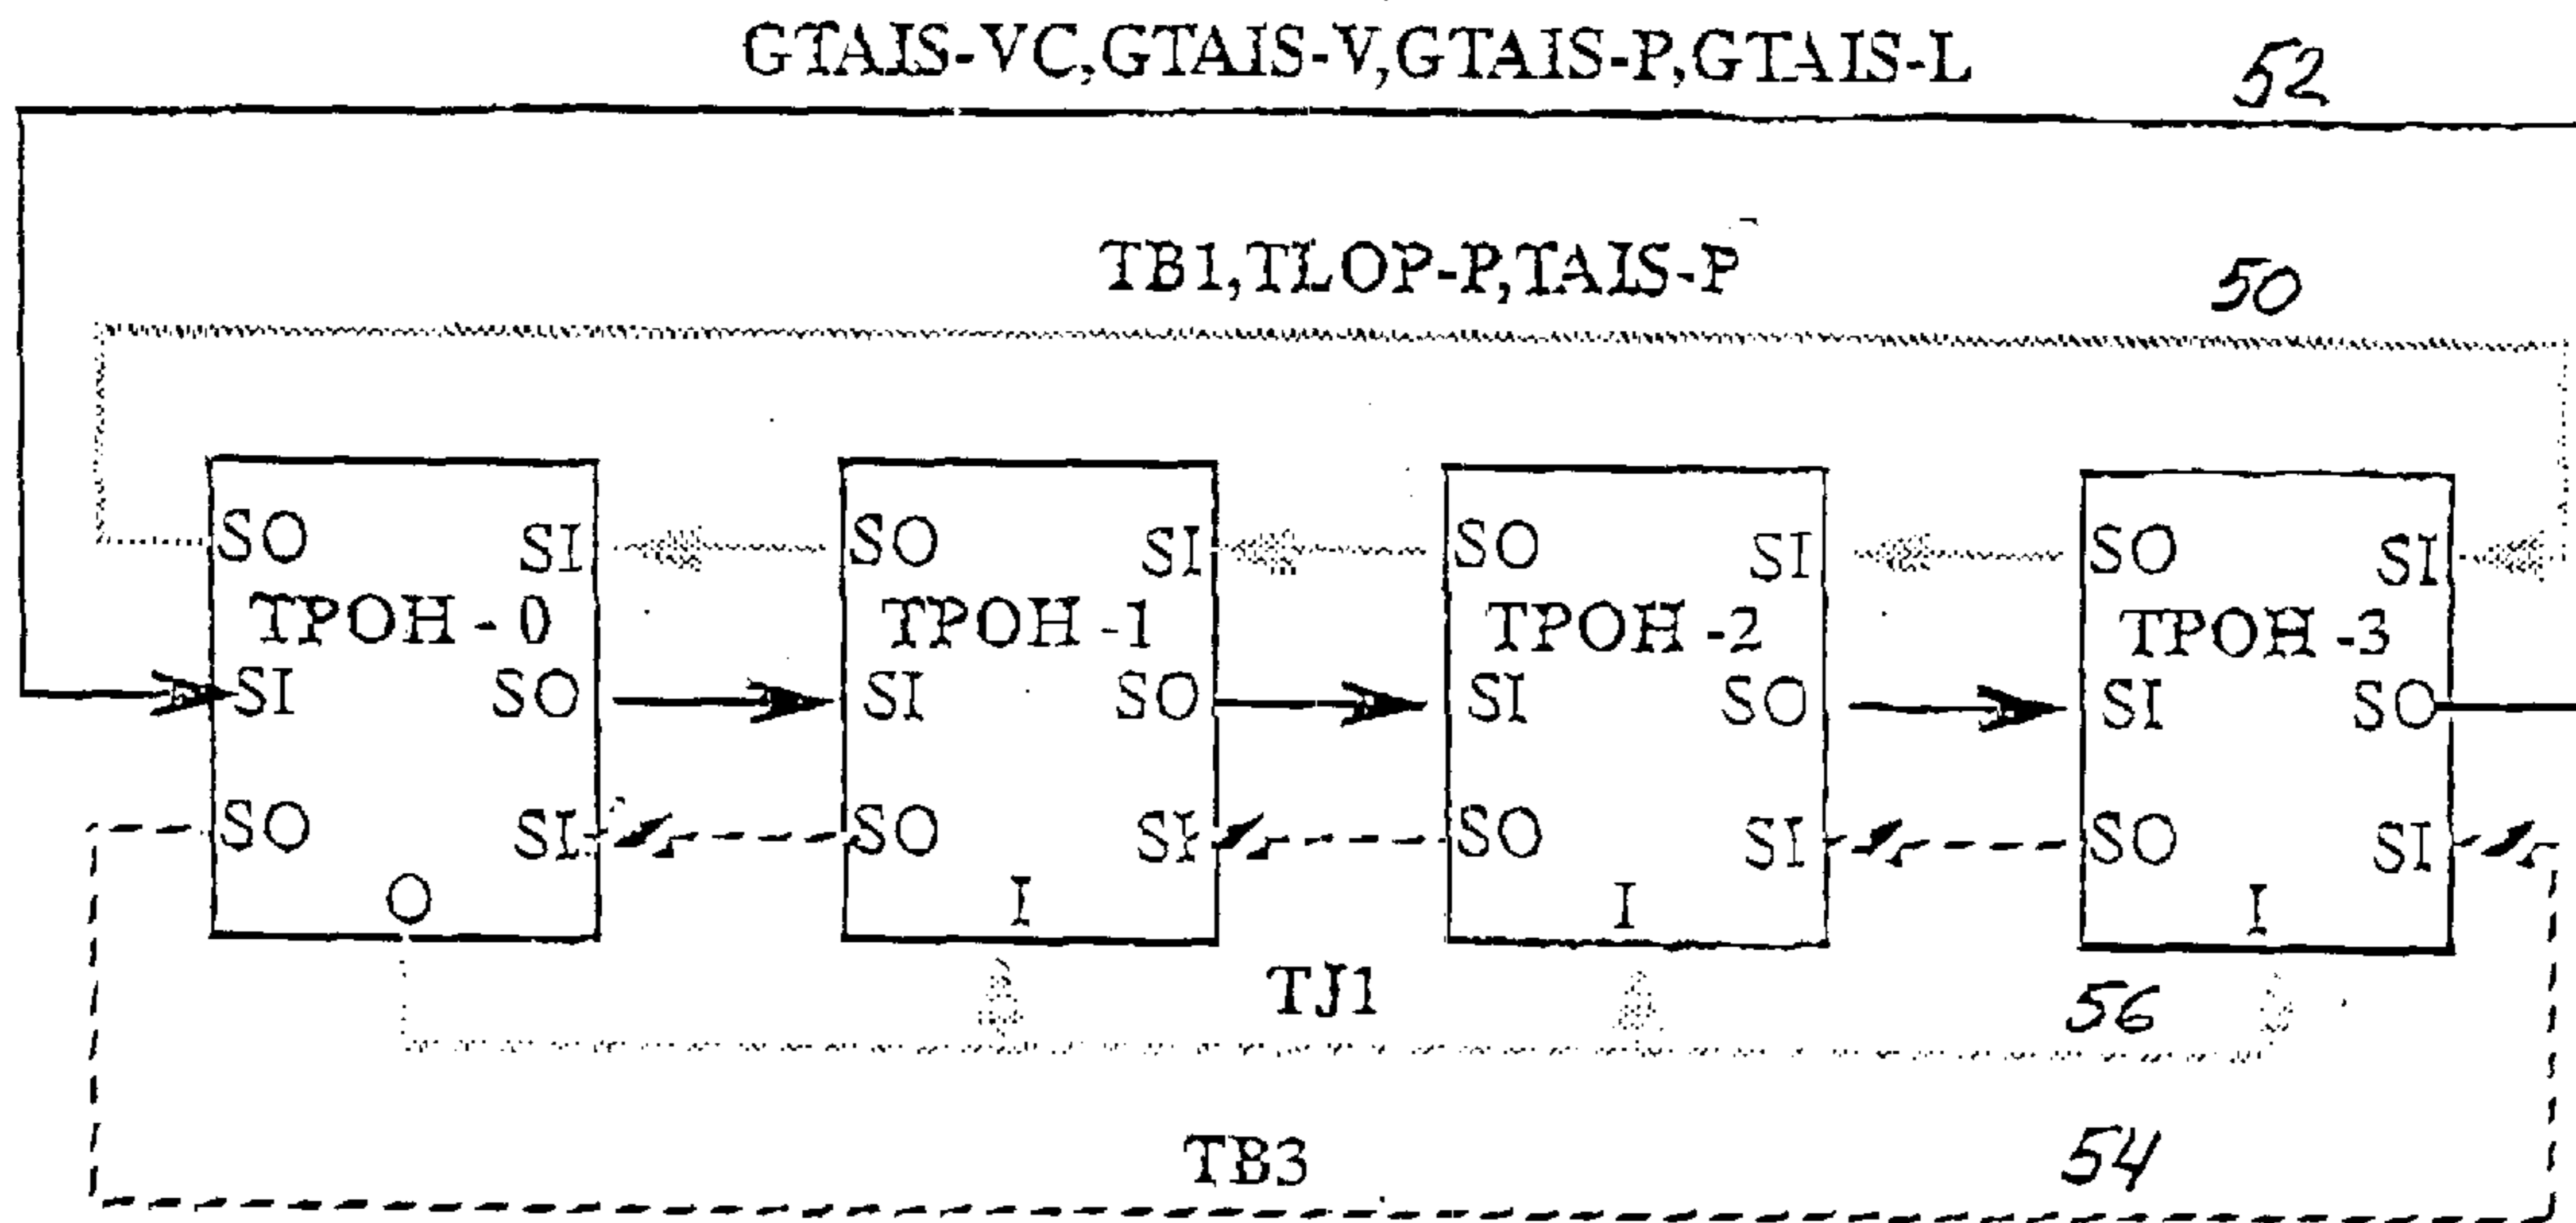 GTAIS-VC,GTAIS-V,GTAIS-P,GTAIS-L 52
TB1,TLOP-P,TAIS-P 50
SO SI SO SI SO SI SO SI
TPOH - 0 TPOH -1 TPOH -2 TPOH -3
SI SO SI SO SI SO SI SO
SO SI SO SI SO SI SO SI
O I I I
TJ1 56
TB3 54